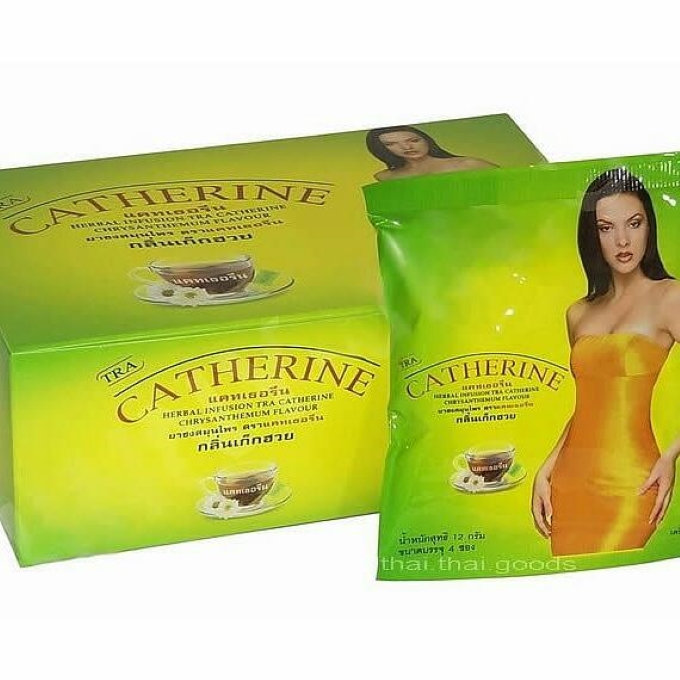 TRA
CATHERINE
แคทเธอรีน
HERBAL INFUSION TRA CATHERINE
CHRYSANTHEMUM FLAVOUR
ยาชงสมุนไพร ตราแคทเธอรีน
กลิ่นเก๊กฮวย
แคทเธอรีน
TRA
CATHERINE
แคทเธอรีน
HERBAL INFUSION TRA CATHERINE
CHRYSANTHEMUM FLAVOUR
ยาชงสมุนไพร ตราแคทเธอรีน
กลิ่นเก๊กฮวย
แคทเธอรีน
TRA
CATHERINE
แคทเธอรีน
HERBAL INFUSION TRA CATHERINE
CHRYSANTHEMUM FLAVOUR
ยาชงสมุนไพร ตราแคทเธอรีน
กลิ่นเก๊กฮวย
แคทเธอรีน
น้ำหนักสุทธิ 12 กรัม
ขนาดบรรจุ 4 ซอง
thai.thai.goods